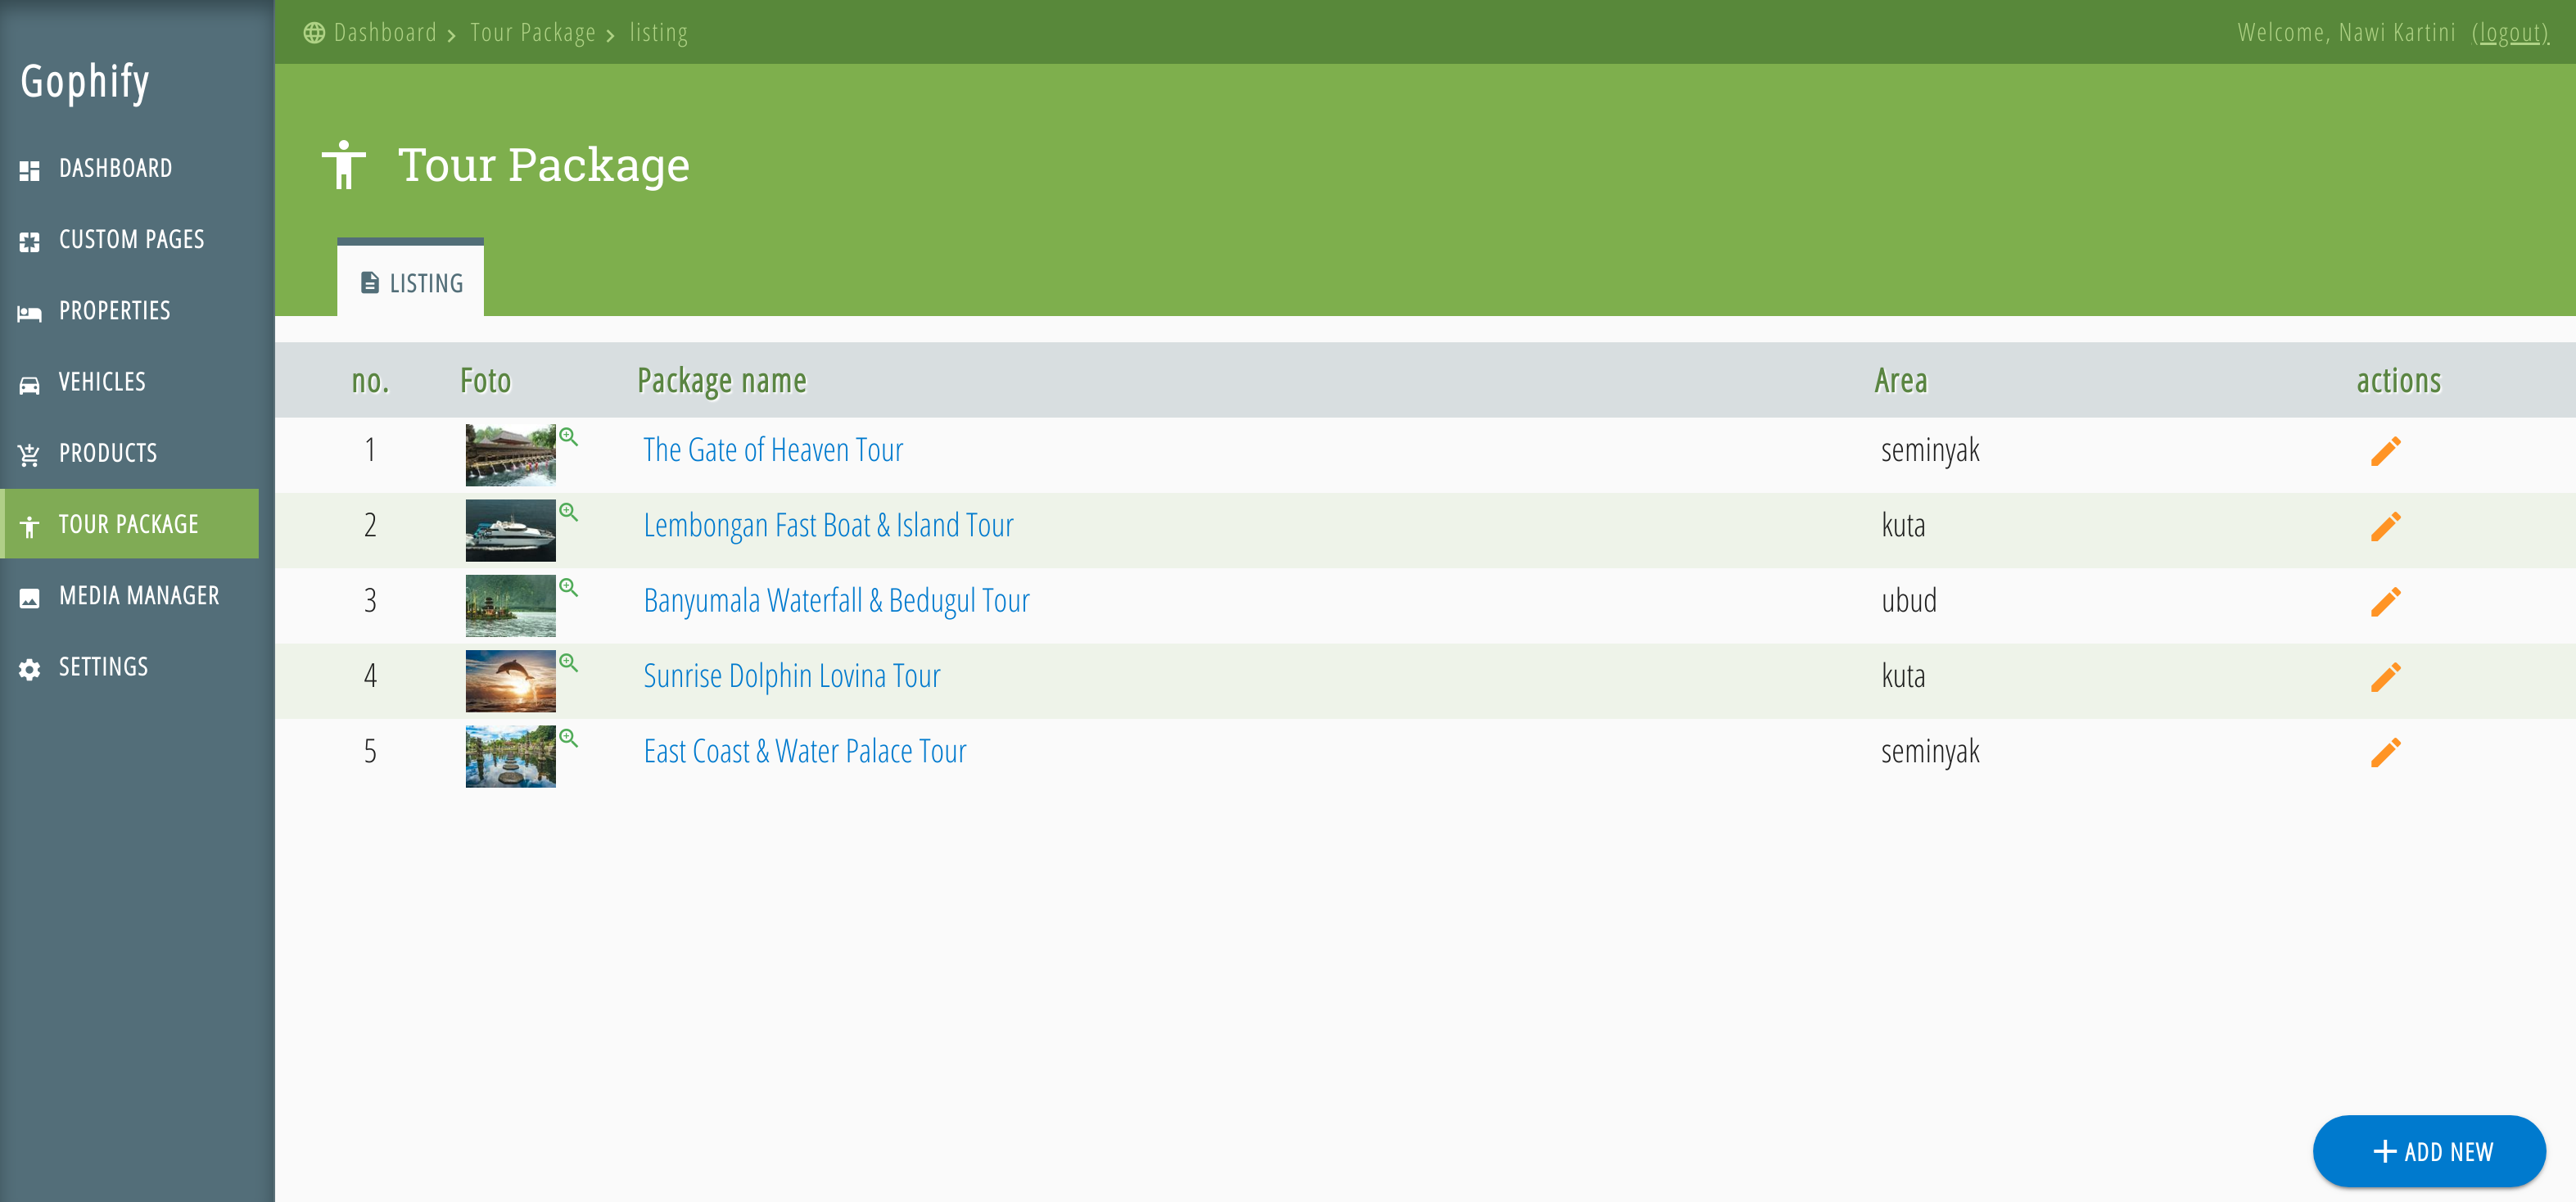 Dashboard > Tour Package > listing
Welcome, Nawi Kartini (logout)
Gophify
DASHBOARD
CUSTOM PAGES
PROPERTIES
VEHICLES
PRODUCTS
TOUR PACKAGE
MEDIA MANAGER
SETTINGS
Tour Package
LISTING
no. Foto Package name Area actions
1 The Gate of Heaven Tour seminyak
2 Lembongan Fast Boat & Island Tour kuta
3 Banyumala Waterfall & Bedugul Tour ubud
4 Sunrise Dolphin Lovina Tour kuta
5 East Coast & Water Palace Tour seminyak
ADD NEW